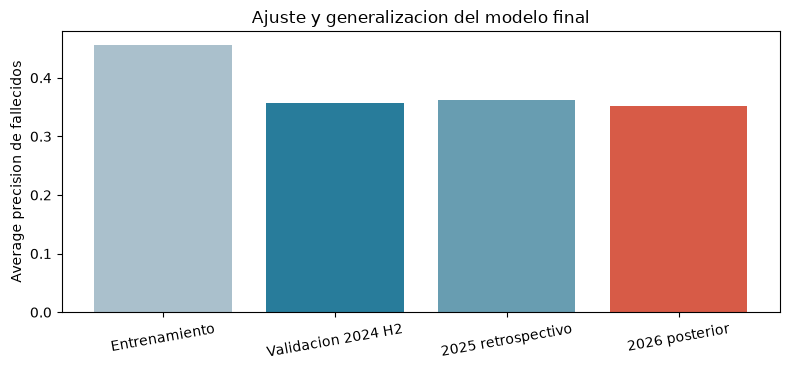 Ajuste y generalizacion del modelo final
Average precision de fallecidos
0.4
0.3
0.2
0.1
0.0
Entrenamiento
Validacion 2024 H2
2025 retrospectivo
2026 posterior